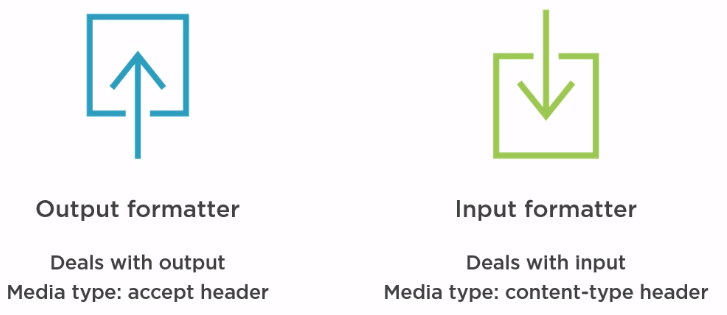 Output formatter
Deals with output
Media type: accept header
Input formatter
Deals with input
Media type: content-type header